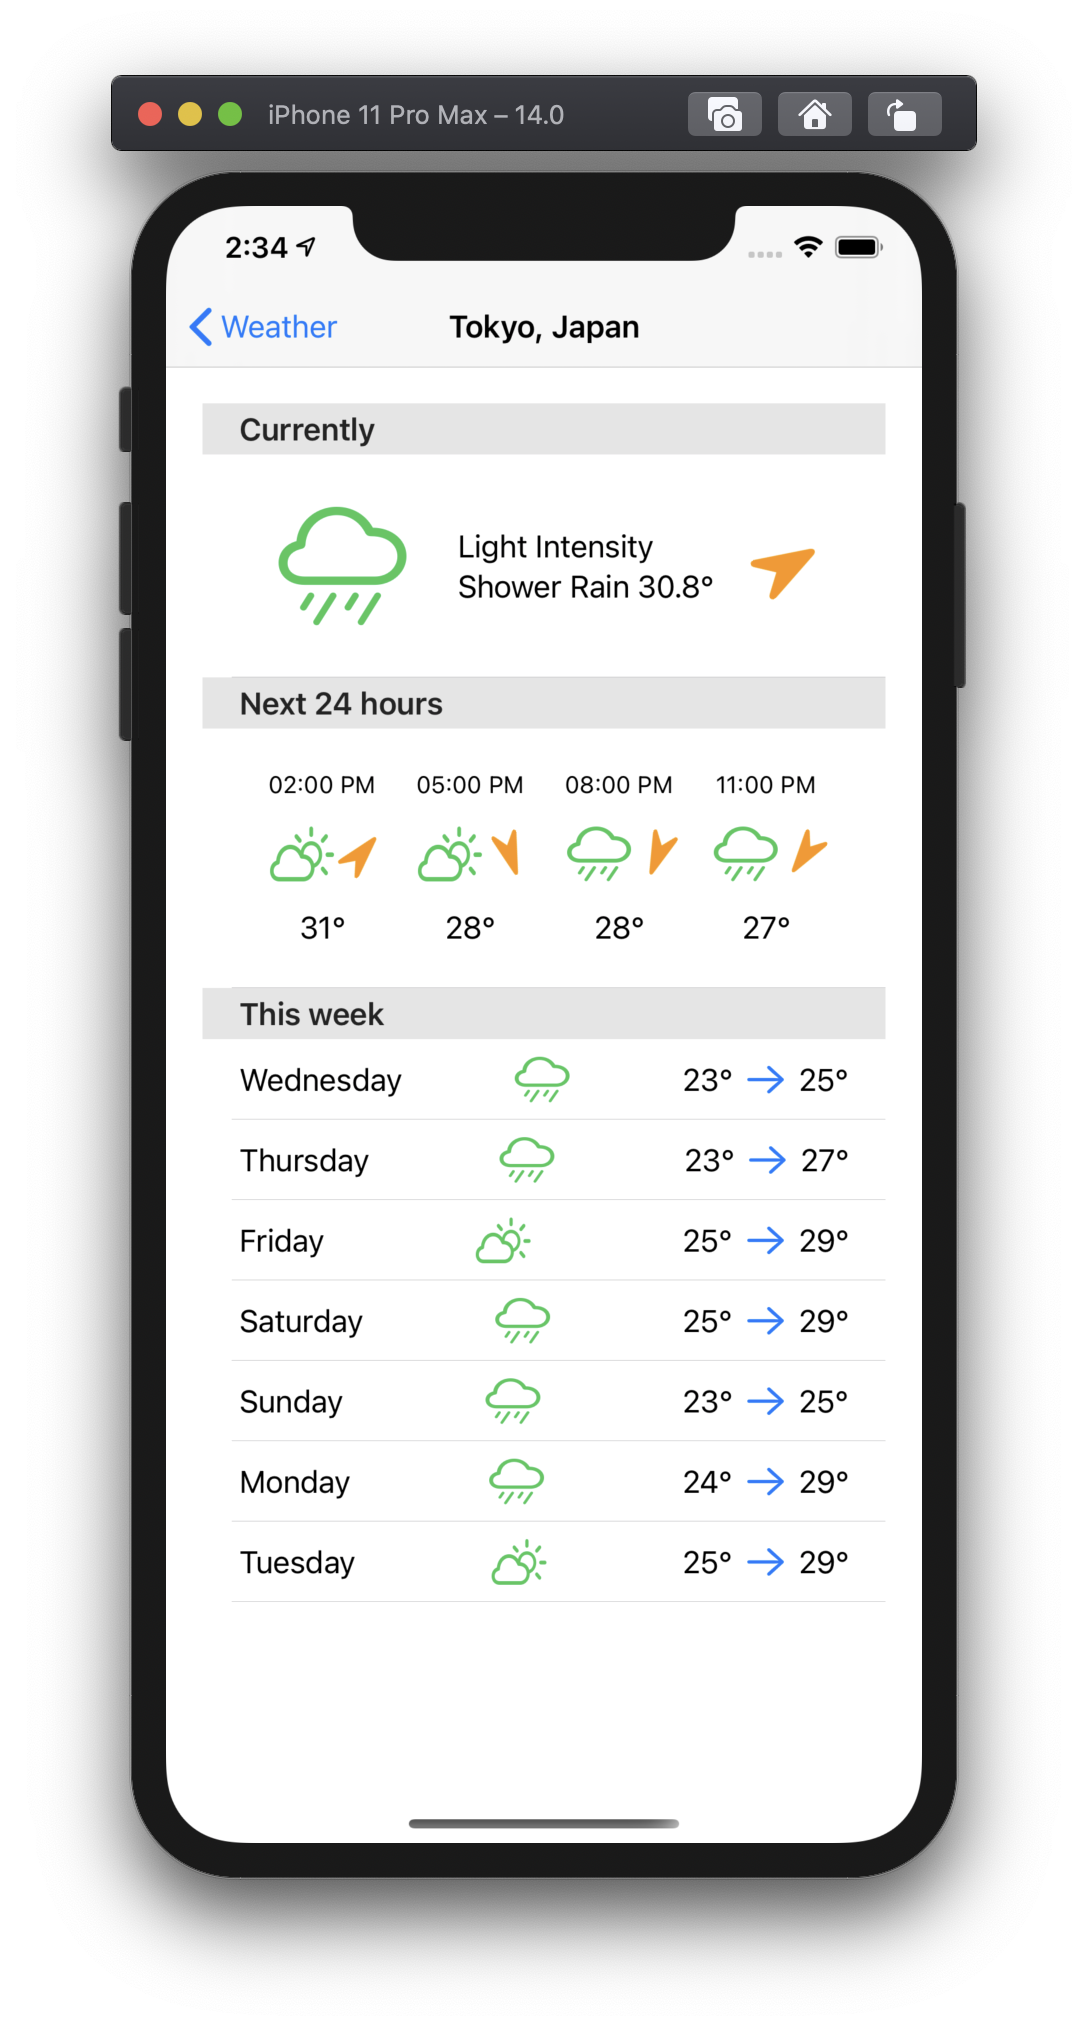 iPhone 11 Pro Max – 14.0
2:34
Weather
Tokyo, Japan
Currently
Light Intensity
Shower Rain 30.8°
Next 24 hours
02:00 PM 05:00 PM 08:00 PM 11:00 PM
31° 28° 28° 27°
This week
Wednesday 23° → 25°
Thursday 23° → 27°
Friday 25° → 29°
Saturday 25° → 29°
Sunday 23° → 25°
Monday 24° → 29°
Tuesday 25° → 29°